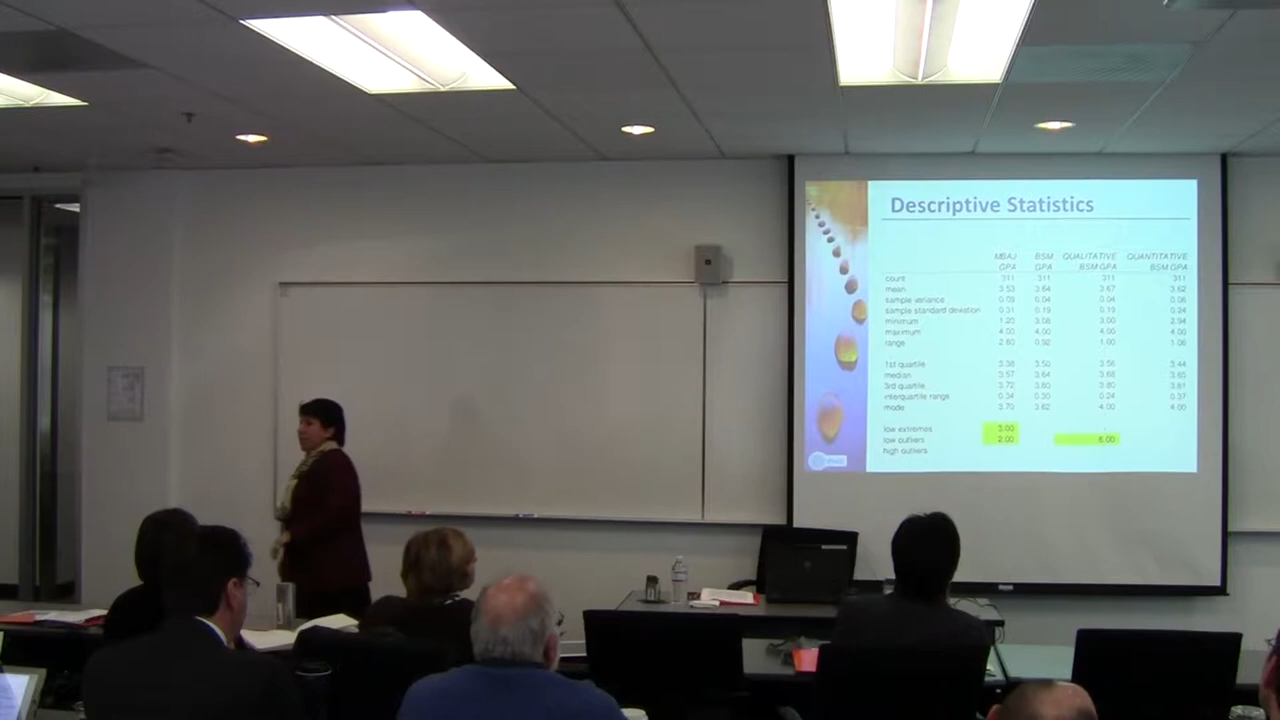 Descriptive Statistics
MSAJ BSM QUALITATIVE QUANTITATIVE
GPA GPA BSM GPA BSM GPA
count 311 311 311 311
mean 3.53 3.64 3.67 3.62
sample variance 0.09 0.04 0.04 0.06
sample standard deviation 0.31 0.19 0.19 0.24
minimum 1.20 3.08 3.00 2.94
maximum 4.00 4.00 4.00 4.00
range 2.80 0.92 1.00 1.06
1st quartile 3.38 3.50 3.56 3.44
median 3.57 3.64 3.68 3.65
3rd quartile 3.72 3.80 3.80 3.81
interquartile range 0.34 0.30 0.24 0.37
mode 3.70 3.62 4.00 4.00
low extremes 3.00 -
low outliers 2.00 6.00
high outliers